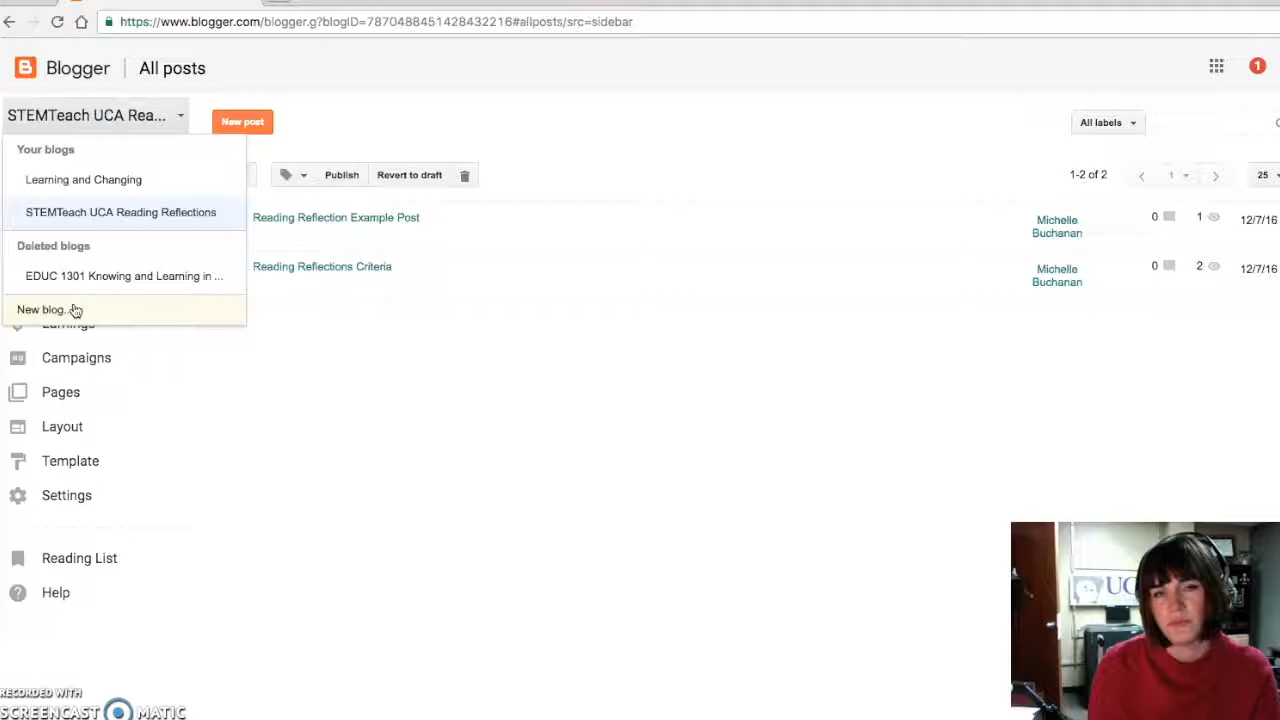 https://www.blogger.com/blogger.g?blogID=7870488451428432216#allposts/src=sidebar
Blogger All posts
1
STEMTeach UCA Rea...
New post
All labels
Your blogs
Learning and Changing
STEMTeach UCA Reading Reflections
Deleted blogs
EDUC 1301 Knowing and Learning in ...
New blog...
Publish
Revert to draft
1-2 of 2
1
25
Reading Reflection Example Post
Michelle
Buchanan
0
1
12/7/16
Reading Reflections Criteria
Michelle
Buchanan
0
2
12/7/16
Earnings
Campaigns
Pages
Layout
Template
Settings
Reading List
Help
UC
RECORDED WITH
SCREENCAST MATIC